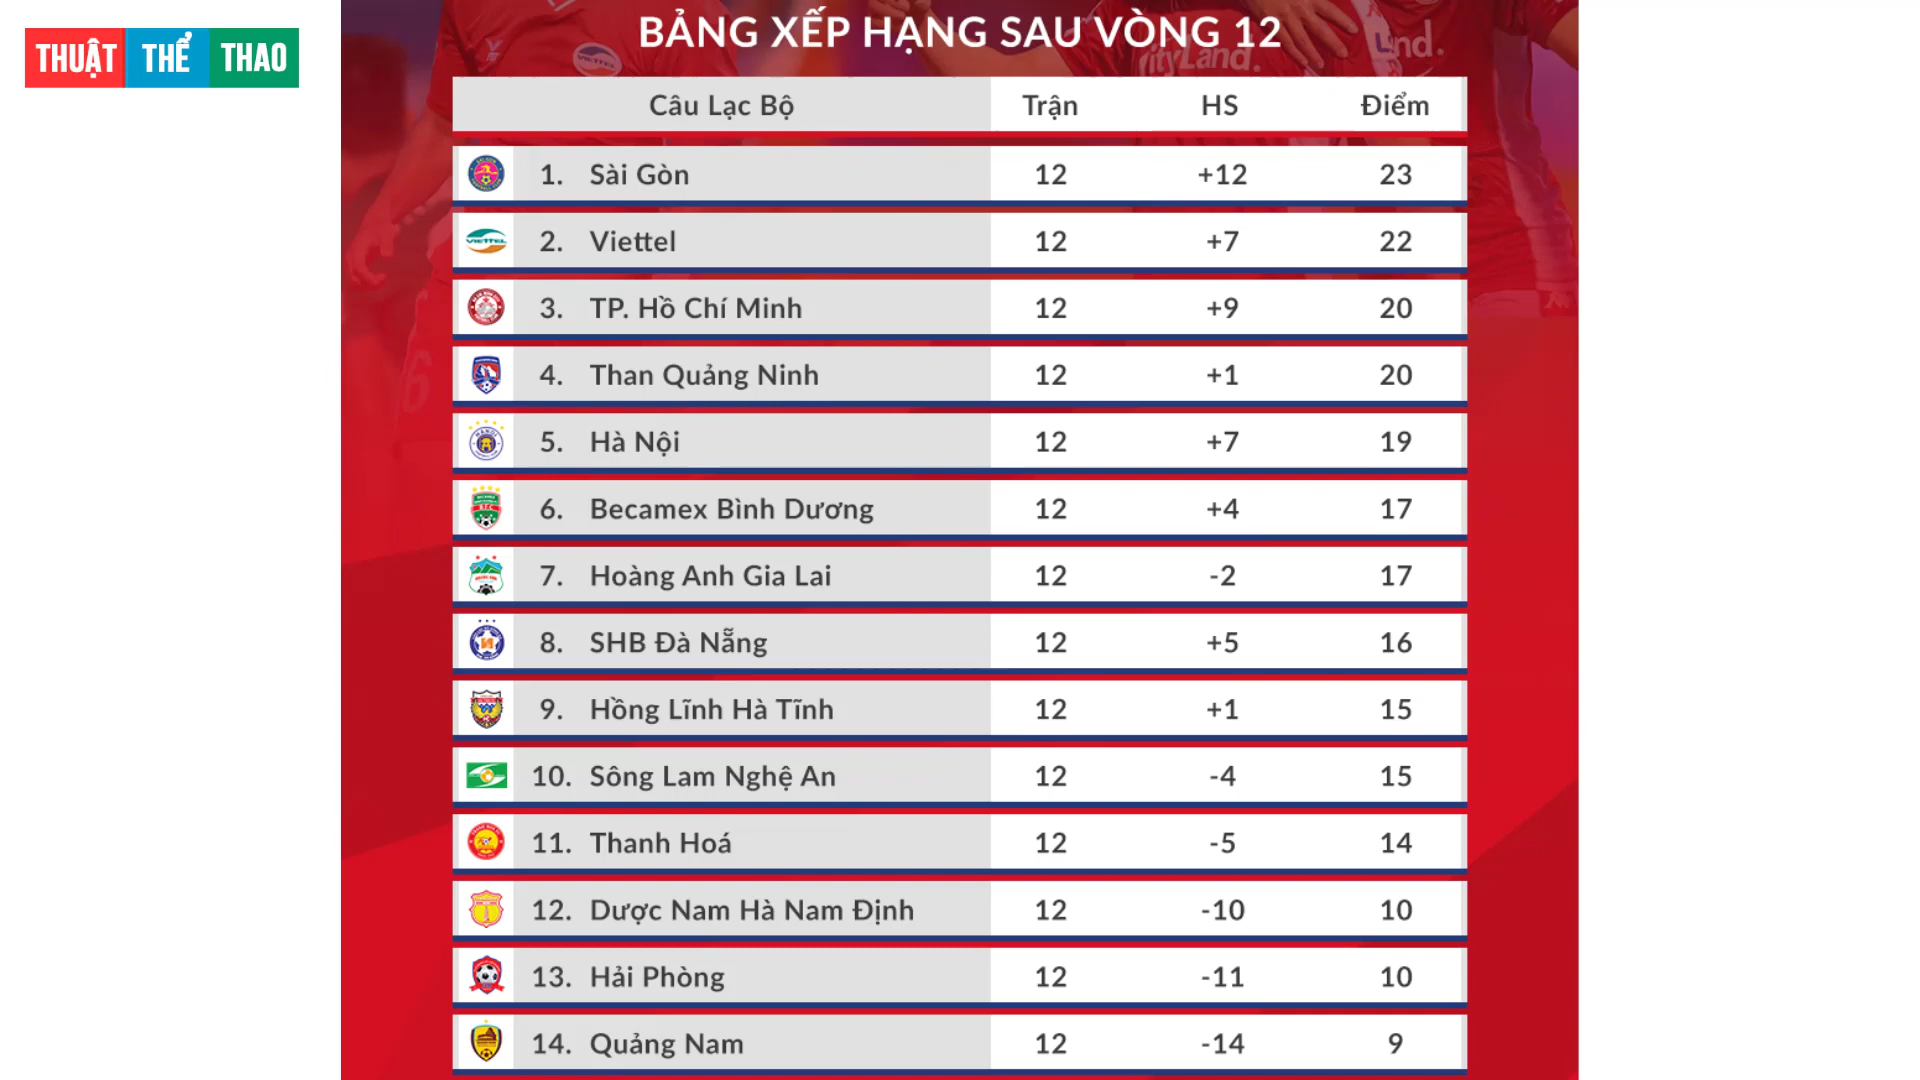 THUẬT THỂ THAO
BẢNG XẾP HẠNG SAU VÒNG 12
Câu Lạc Bộ Trận HS Điểm
1. Sài Gòn 12 +12 23
VIETTEL 2. Viettel 12 +7 22
3. TP. Hồ Chí Minh 12 +9 20
4. Than Quảng Ninh 12 +1 20
5. Hà Nội 12 +7 19
6. Becamex Bình Dương 12 +4 17
7. Hoàng Anh Gia Lai 12 -2 17
8. SHB Đà Nẵng 12 +5 16
9. Hồng Lĩnh Hà Tĩnh 12 +1 15
10. Sông Lam Nghệ An 12 -4 15
11. Thanh Hoá 12 -5 14
12. Dược Nam Hà Nam Định 12 -10 10
13. Hải Phòng 12 -11 10
14. Quảng Nam 12 -14 9